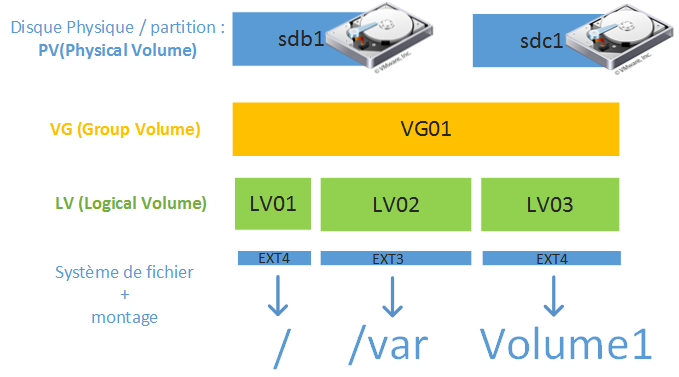 Disque Physique / partition :
PV(Physical Volume)
sdb1
© VMware, Inc.
sdc1
© VMware, Inc.
VG (Group Volume)
VG01
LV (Logical Volume)
LV01
LV02
LV03
EXT4
EXT3
EXT4
Système de fichier
+
montage
/
/var
Volume1